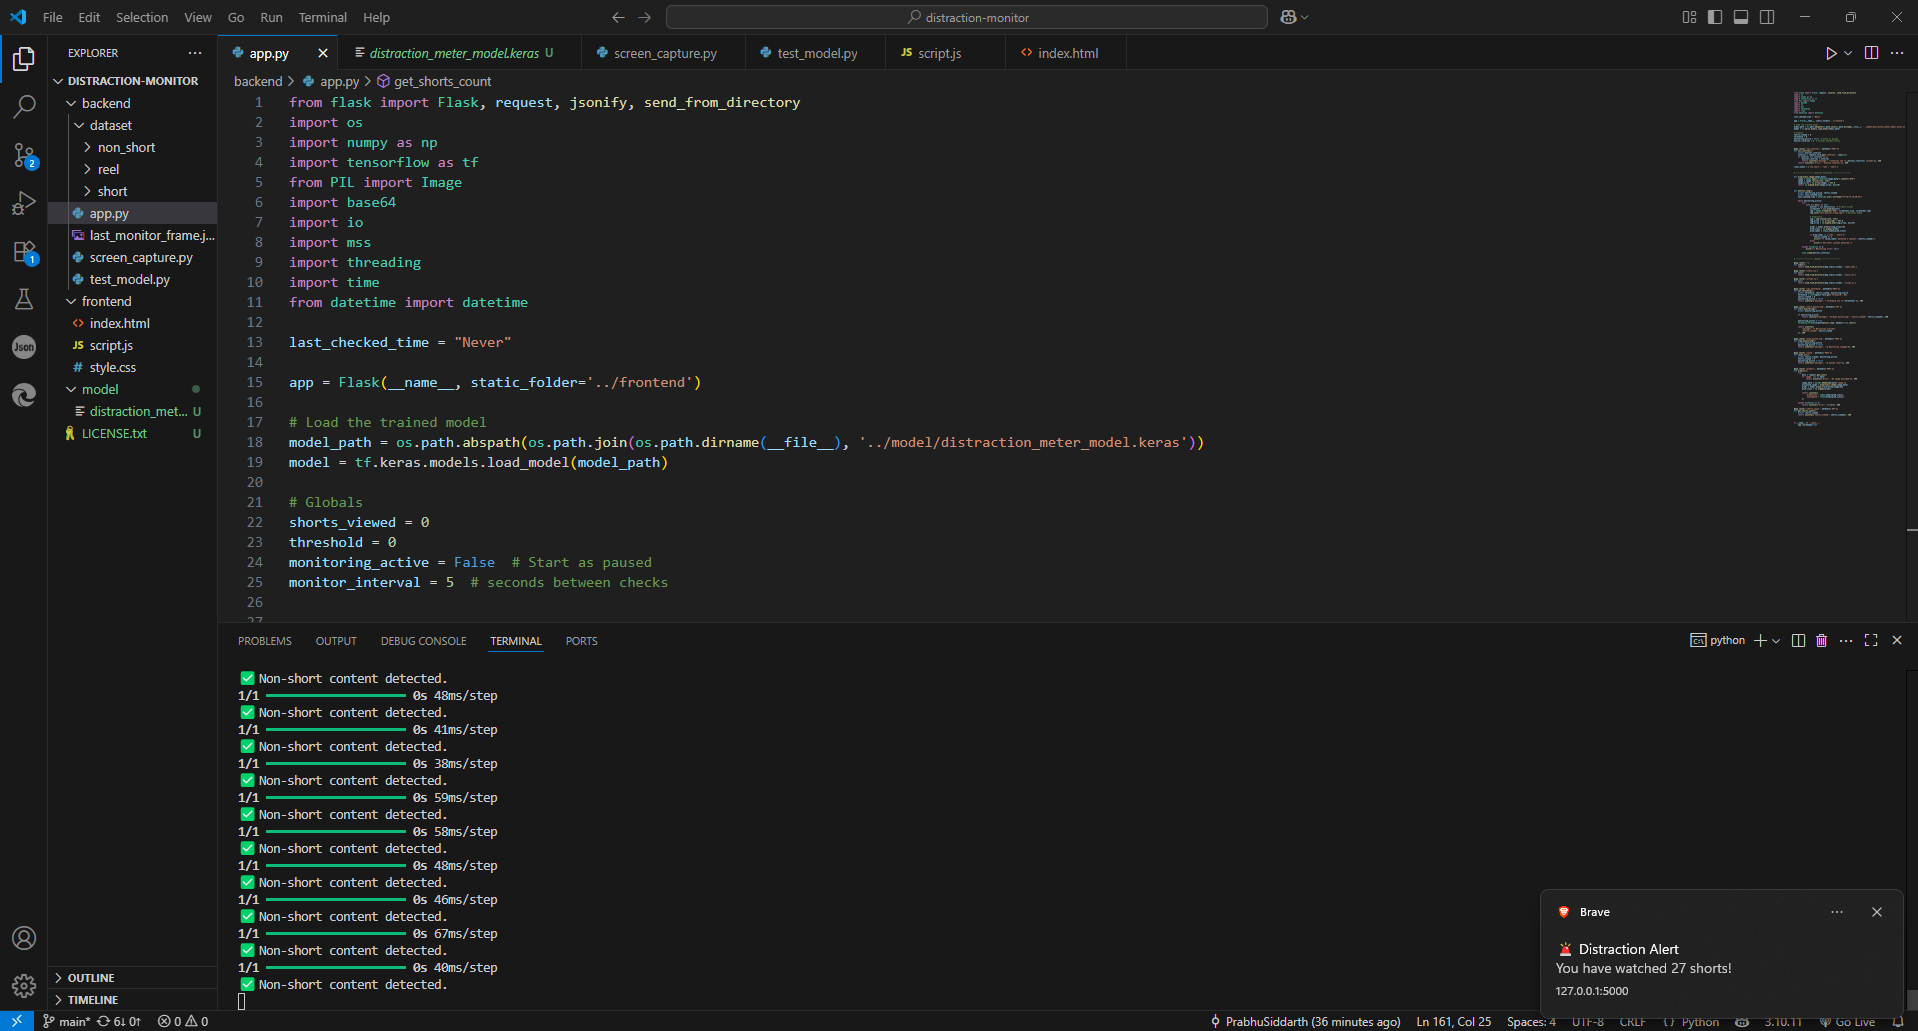 File Edit Selection View Go Run Terminal Help
distraction-monitor
EXPLORER
DISTRACTION-MONITOR
backend
dataset
non_short
reel
short
app.py
last_monitor_frame.j...
screen_capture.py
test_model.py
frontend
index.html
JS script.js
# style.css
model
distraction_met... U
LICENSE.txt U
OUTLINE
TIMELINE
2
1
Json
app.py
distraction_meter_model.keras U
screen_capture.py
test_model.py
JS script.js
index.html
backend > app.py > get_shorts_count
1 from flask import Flask, request, jsonify, send_from_directory
2 import os
3 import numpy as np
4 import tensorflow as tf
5 from PIL import Image
6 import base64
7 import io
8 import mss
9 import threading
10 import time
11 from datetime import datetime
12
13 last_checked_time = "Never"
14
15 app = Flask(__name__, static_folder='../frontend')
16
17 # Load the trained model
18 model_path = os.path.abspath(os.path.join(os.path.dirname(__file__), '../model/distraction_meter_model.keras'))
19 model = tf.keras.models.load_model(model_path)
20
21 # Globals
22 shorts_viewed = 0
23 threshold = 0
24 monitoring_active = False # Start as paused
25 monitor_interval = 5 # seconds between checks
26
27
PROBLEMS OUTPUT DEBUG CONSOLE TERMINAL PORTS
python
✅ Non-short content detected.
1/1 ━━━━━━━━━━━━━━━━━━━━ 0s 48ms/step
✅ Non-short content detected.
1/1 ━━━━━━━━━━━━━━━━━━━━ 0s 41ms/step
✅ Non-short content detected.
1/1 ━━━━━━━━━━━━━━━━━━━━ 0s 38ms/step
✅ Non-short content detected.
1/1 ━━━━━━━━━━━━━━━━━━━━ 0s 59ms/step
✅ Non-short content detected.
1/1 ━━━━━━━━━━━━━━━━━━━━ 0s 58ms/step
✅ Non-short content detected.
1/1 ━━━━━━━━━━━━━━━━━━━━ 0s 48ms/step
✅ Non-short content detected.
1/1 ━━━━━━━━━━━━━━━━━━━━ 0s 46ms/step
✅ Non-short content detected.
1/1 ━━━━━━━━━━━━━━━━━━━━ 0s 67ms/step
✅ Non-short content detected.
1/1 ━━━━━━━━━━━━━━━━━━━━ 0s 40ms/step
✅ Non-short content detected.
Brave
🚨 Distraction Alert
You have watched 27 shorts!
127.0.0.1:5000
main* 6↓ 0↑ 0 0
PrabhuSiddarth (36 minutes ago) Ln 161, Col 25 Spaces: 4 UTF-8 CRLF Python 3.10.11 Go Live